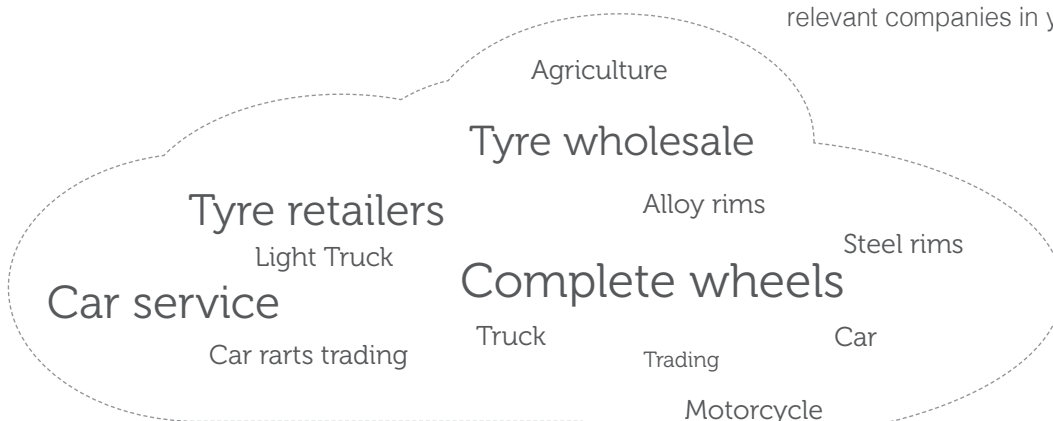 relevant companies in y
Agriculture
Tyre wholesale
Tyre retailers
Alloy rims
Light Truck
Steel rims
Car service
Complete wheels
Car rarts trading
Truck
Trading
Car
Motorcycle